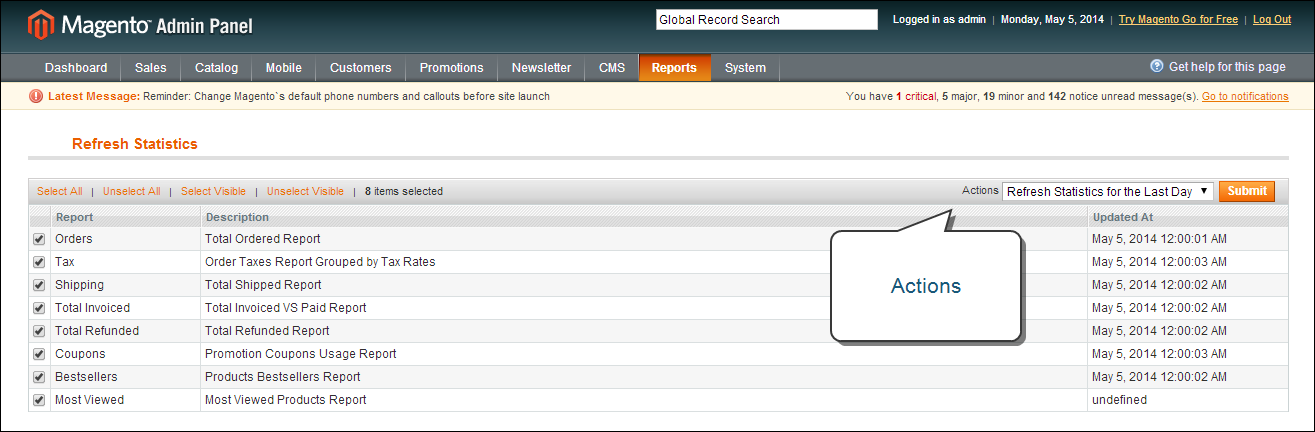 Magento™ Admin Panel
Global Record Search
Logged in as admin | Monday, May 5, 2014 | Try Magento Go for Free | Log Out
Dashboard Sales Catalog Mobile Customers Promotions Newsletter CMS Reports System Get help for this page
Latest Message: Reminder: Change Magento`s default phone numbers and callouts before site launch You have 1 critical, 5 major, 19 minor and 142 notice unread message(s). Go to notifications
Refresh Statistics
Select All | Unselect All | Select Visible | Unselect Visible | 8 items selected Actions Refresh Statistics for the Last Day Submit
Report Description Updated At
Orders Total Ordered Report May 5, 2014 12:00:01 AM
Tax Order Taxes Report Grouped by Tax Rates May 5, 2014 12:00:03 AM
Shipping Total Shipped Report May 5, 2014 12:00:02 AM
Total Invoiced Total Invoiced VS Paid Report May 5, 2014 12:00:02 AM
Total Refunded Total Refunded Report May 5, 2014 12:00:02 AM
Coupons Promotion Coupons Usage Report May 5, 2014 12:00:03 AM
Bestsellers Products Bestsellers Report May 5, 2014 12:00:02 AM
Most Viewed Most Viewed Products Report undefined
Actions